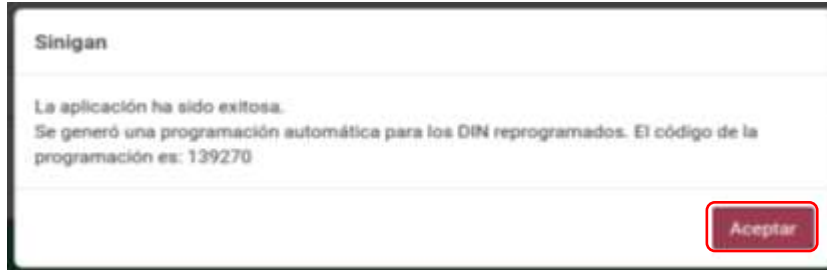 Sinigan
La aplicación ha sido exitosa.
Se generó una programación automática para los DIN reprogramados. El código de la
programación es: 139270
Aceptar